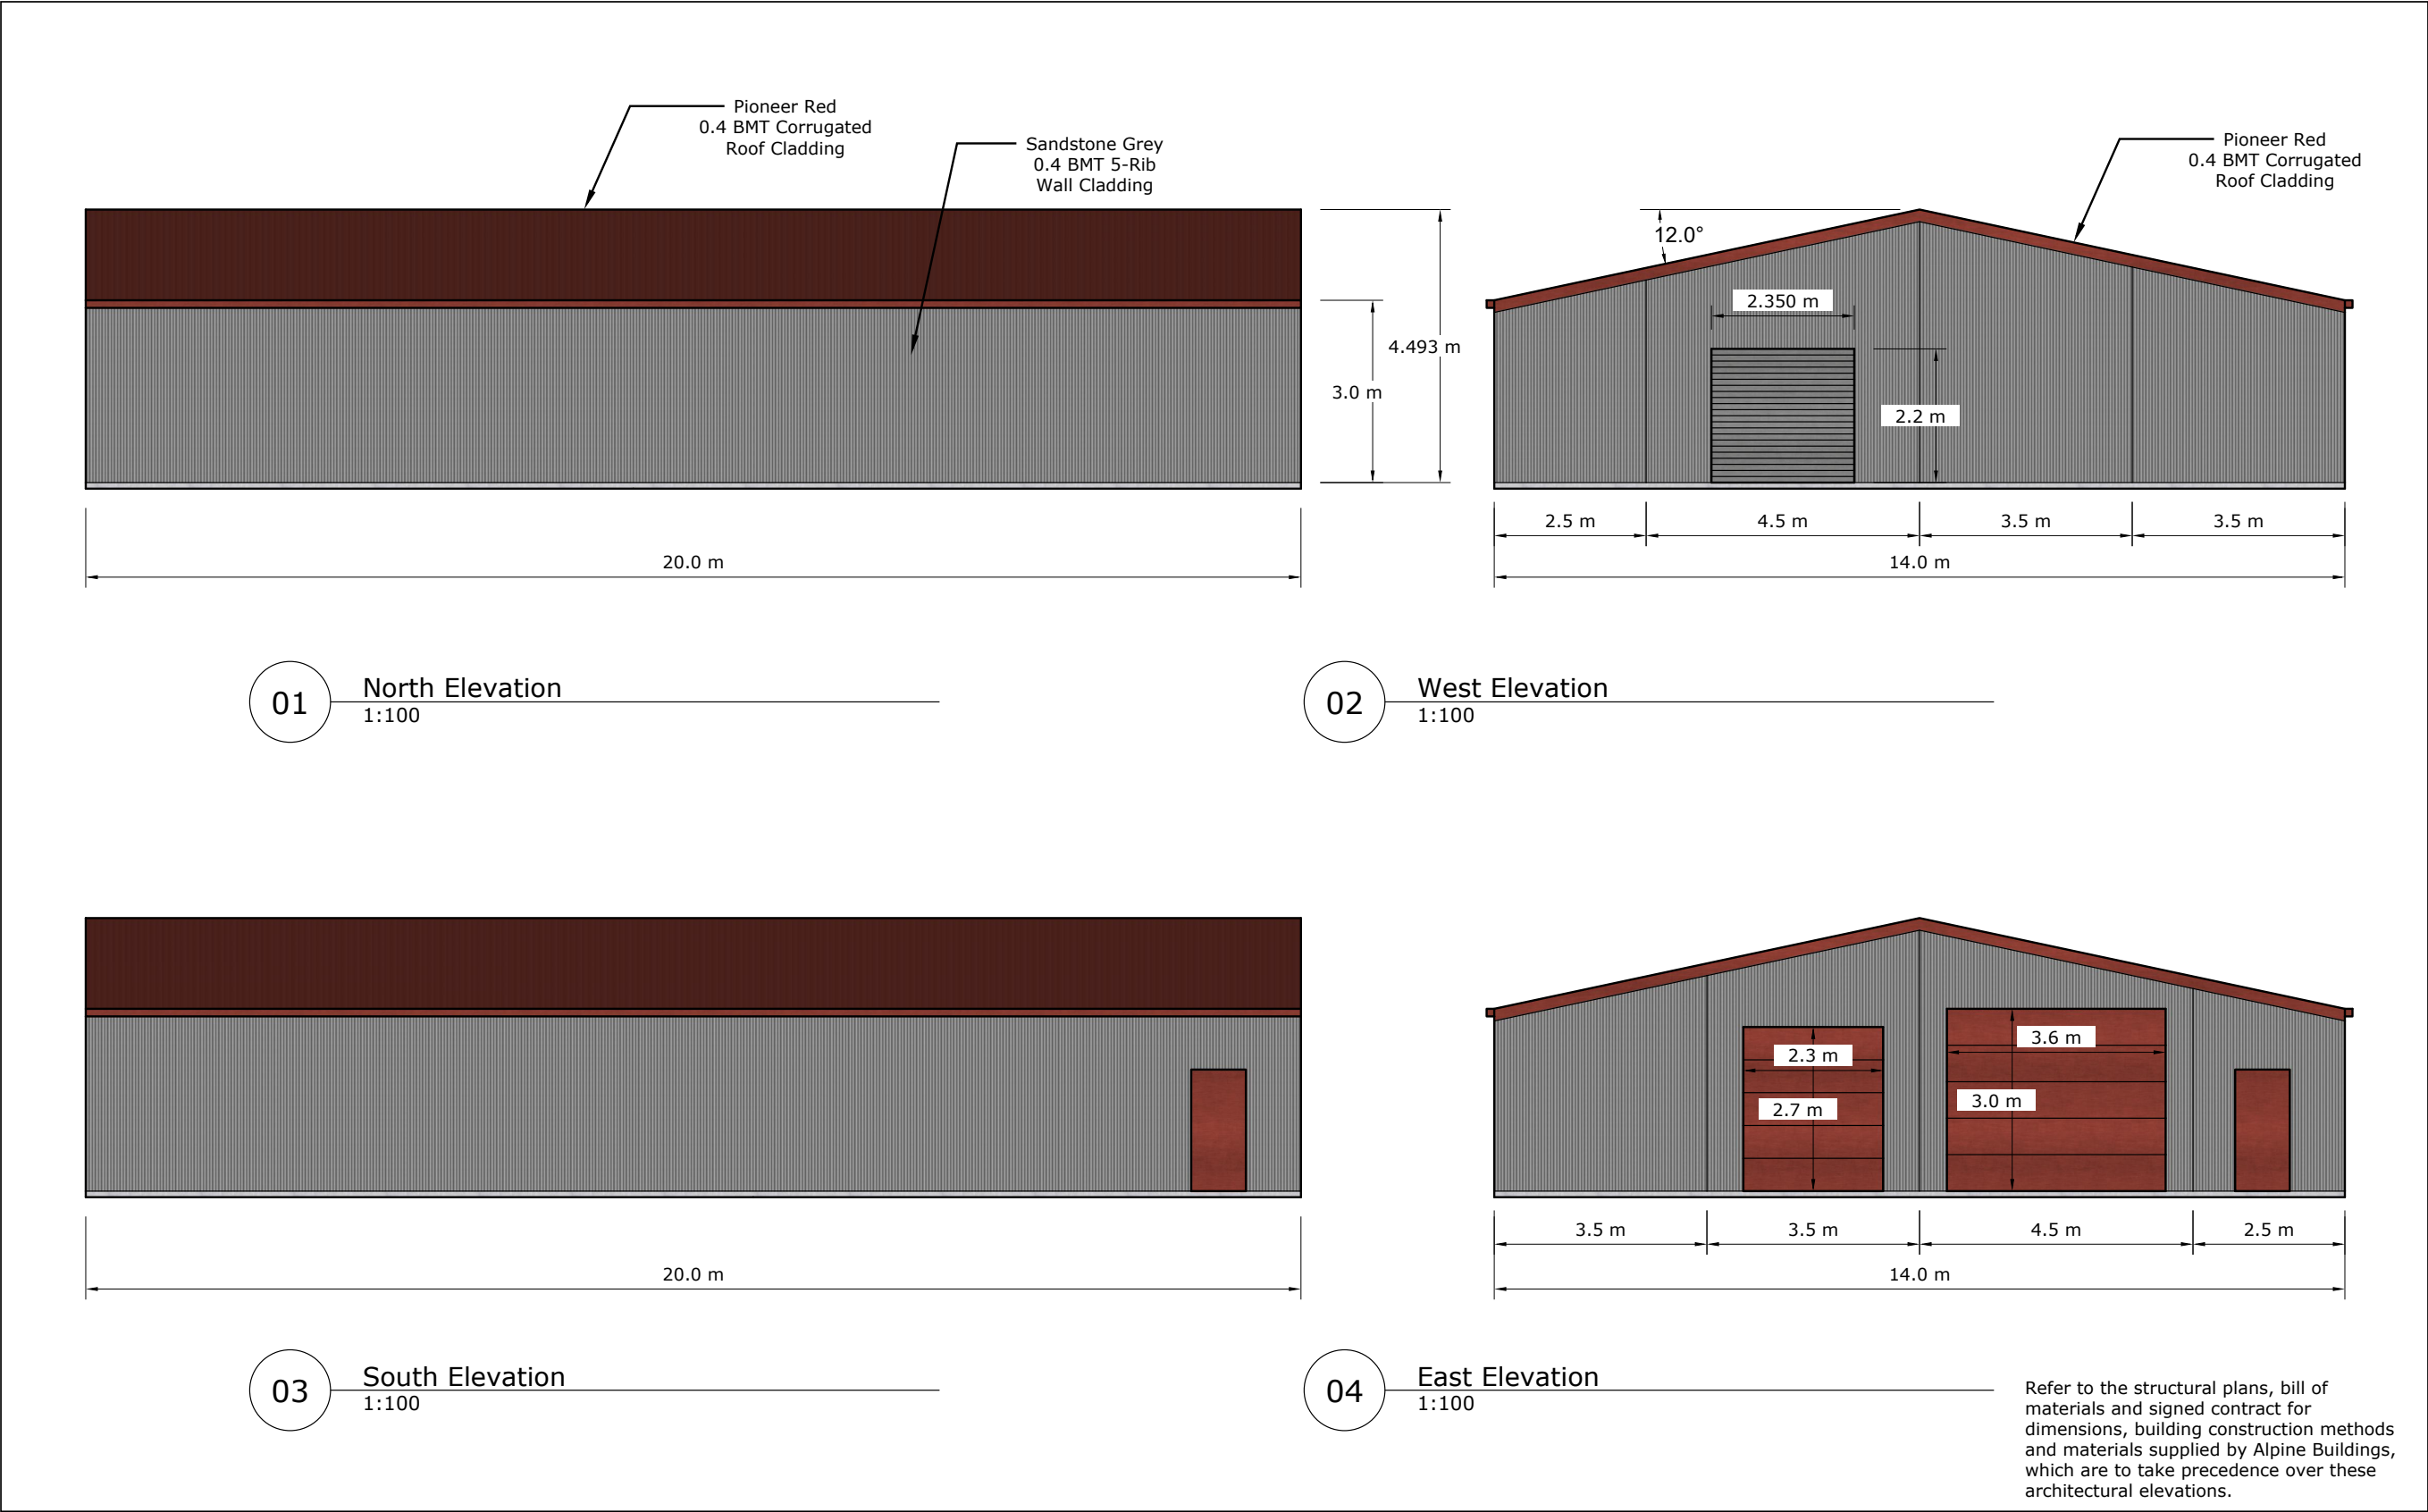 Pioneer Red
0.4 BMT Corrugated
Roof Cladding
Sandstone Grey
0.4 BMT 5-Rib
Wall Cladding
4.493 m
3.0 m
20.0 m
01
North Elevation
1:100
Pioneer Red
0.4 BMT Corrugated
Roof Cladding
12.0°
2.350 m
2.2 m
2.5 m
4.5 m
3.5 m
3.5 m
14.0 m
02
West Elevation
1:100
20.0 m
03
South Elevation
1:100
3.6 m
2.3 m
3.0 m
2.7 m
3.5 m
3.5 m
4.5 m
2.5 m
14.0 m
04
East Elevation
1:100
Refer to the structural plans, bill of
materials and signed contract for
dimensions, building construction methods
and materials supplied by Alpine Buildings,
which are to take precedence over these
architectural elevations.